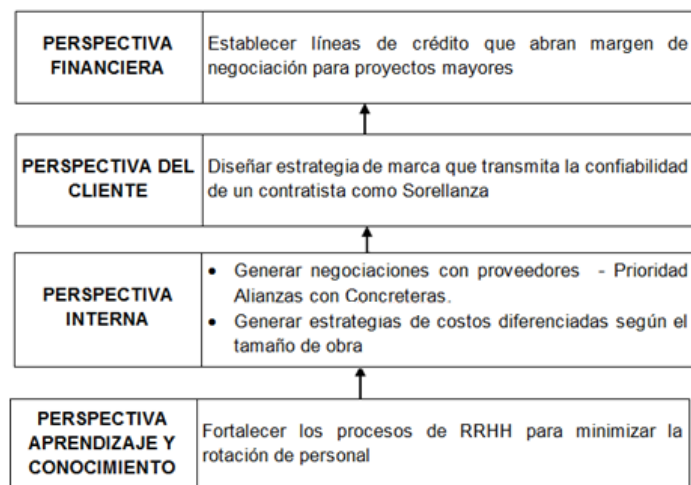 PERSPECTIVA
FINANCIERA
Establecer líneas de crédito que abran margen de
negociación para proyectos mayores
PERSPECTIVA DEL
CLIENTE
Diseñar estrategia de marca que transmita la confiabilidad
de un contratista como Sorellanza
PERSPECTIVA
INTERNA
• Generar negociaciones con proveedores - Prioridad
Alianzas con Concreteras.
• Generar estrategias de costos diferenciadas según el
tamaño de obra
PERSPECTIVA
APRENDIZAJE Y
CONOCIMIENTO
Fortalecer los procesos de RRHH para minimizar la
rotación de personal